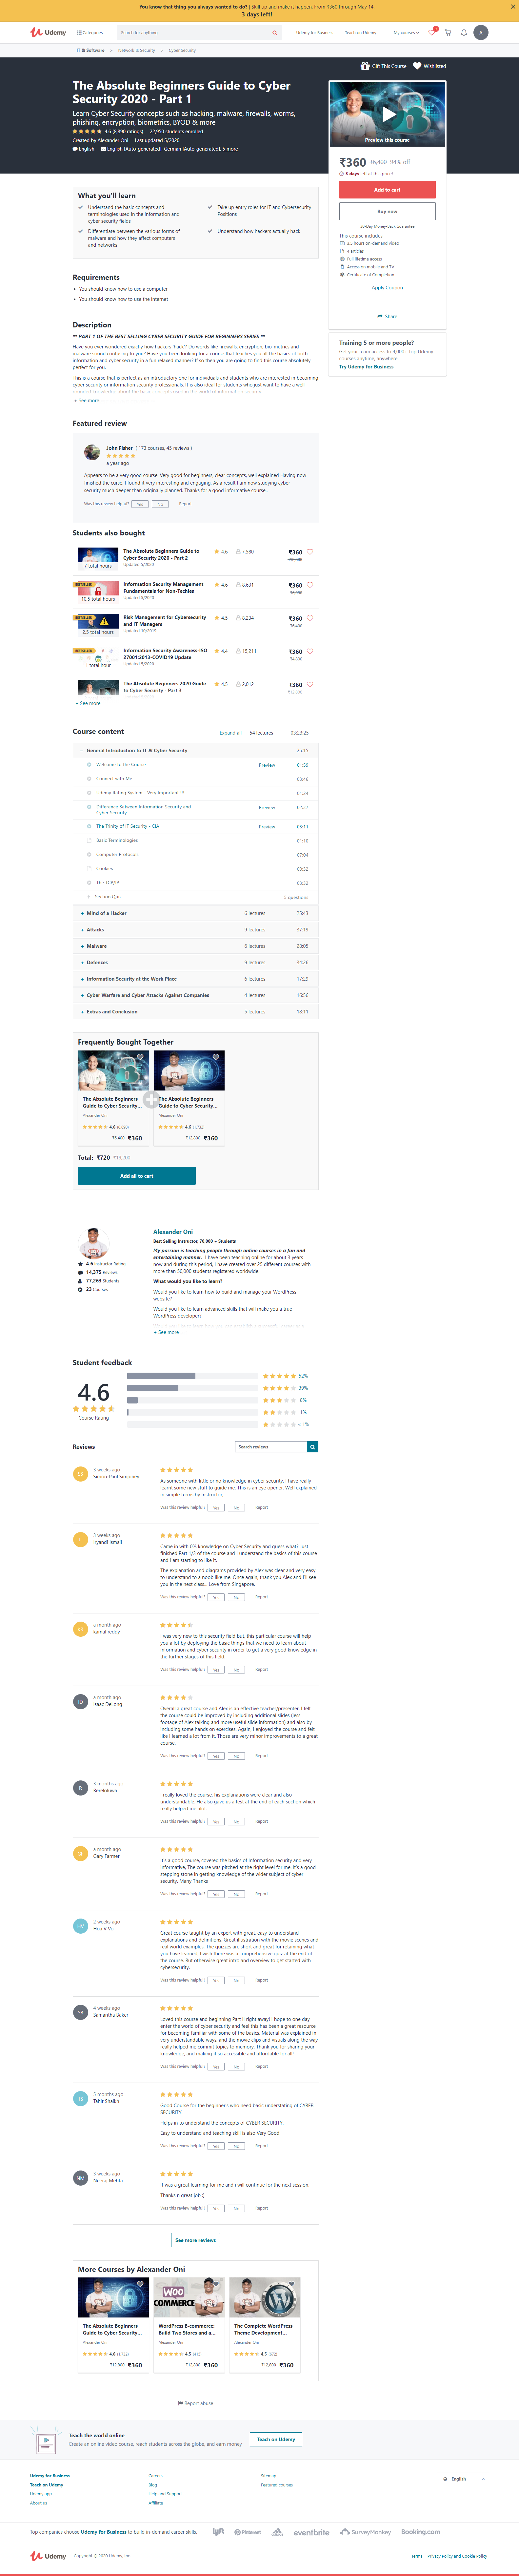 You know that thing you always wanted to do? | Skill up and make it happen. From ₹360 through May 14.
3 days left!
Udemy
Categories
Search for anything
Udemy for Business
Teach on Udemy
My courses
A
IT & Software
Network & Security
Cyber Security
Gift This Course
Wishlisted
The Absolute Beginners Guide to Cyber
Security 2020 - Part 1
Learn Cyber Security concepts such as hacking, malware, firewalls, worms,
phishing, encryption, biometrics, BYOD & more
4.6 (8,890 ratings) 22,950 students enrolled
Created by Alexander Oni Last updated 5/2020
English English [Auto-generated], German [Auto-generated], 5 more
Preview this course
₹360 ₹6,400 94% off
3 days left at this price!
Add to cart
Buy now
30-Day Money-Back Guarantee
This course includes:
3.5 hours on-demand video
4 articles
Full lifetime access
Access on mobile and TV
Certificate of Completion
Apply Coupon
Share
Training 5 or more people?
Get your team access to 4,000+ top Udemy
courses anytime, anywhere.
Try Udemy for Business
What you'll learn
Understand the basic concepts and
terminologies used in the information and
cyber security fields
Take up entry roles for IT and Cybersecurity
Positions
Differentiate between the various forms of
malware and how they affect computers
and networks
Understand how hackers actually hack
Requirements
You should know how to use a computer
You should know how to use the internet
Description
** PART 1 OF THE BEST SELLING CYBER SECURITY GUIDE FOR BEGINNERS SERIES **
Have you ever wondered exactly how hackers 'hack'? Do words like firewalls, encryption, bio-metrics and
malware sound confusing to you? Have you been looking for a course that teaches you all the basics of both
information and cyber security in a fun relaxed manner? If so then you are going to find this course absolutely
perfect for you.
This is a course that is perfect as an introductory one for individuals and students who are interested in becoming
cyber security or information security professionals. It is also ideal for students who just want to have a well
rounded knowledge about the basic concepts used in the world of information security.
+ See more
Featured review
John Fisher ( 173 courses, 45 reviews )
a year ago
Appears to be a very good course. Very good for beginners, clear concepts, well explained Having now
finished the curse. I found it very interesting and engaging. As a result I am now studying cyber
security much deeper than originally planned. Thanks for a good informative course.
Was this review helpful? Yes No Report
Students also bought
The Absolute Beginners Guide to
Cyber Security 2020 - Part 2
Updated 5/2020
7 total hours
4.6 7,580 ₹360
Information Security Management
Fundamentals for Non-Techies
Updated 5/2020
10.5 total hours
4.6 8,631 ₹360
Risk Management for Cybersecurity
and IT Managers
Updated 10/2019
2.5 total hours
4.5 8,234 ₹360
Information Security Awareness-ISO
27001:2013-COVID19 Update
Updated 5/2020
1 total hour
4.4 15,211 ₹360
The Absolute Beginners 2020 Guide
to Cyber Security - Part 3
4.5 2,012 ₹360
+ See more
Course content
Expand all 54 lectures 03:23:25
General Introduction to IT & Cyber Security 25:15
Welcome to the Course Preview 01:59
Connect with Me 03:46
Udemy Rating System - Very Important !!! 01:24
Difference Between Information Security and
Cyber Security
Preview 02:37
The Trinity of IT Security - CIA Preview 03:11
Basic Terminologies 01:10
Computer Protocols 07:04
Cookies 00:32
The TCP/IP 03:32
Section Quiz 5 questions
Mind of a Hacker 6 lectures 25:43
Attacks 9 lectures 37:19
Malware 6 lectures 28:05
Defences 9 lectures 34:26
Information Security at the Work Place 6 lectures 17:29
Cyber Warfare and Cyber Attacks Against Companies 4 lectures 16:56
Extras and Conclusion 5 lectures 18:11
Frequently Bought Together
The Absolute Beginners
Guide to Cyber Security...
Alexander Oni
₹6,400 ₹360
The Absolute Beginners
Guide to Cyber Security...
Alexander Oni
4.6 (1,732)
₹12,800 ₹360
Total: ₹720 ₹19,200
Add all to cart
Alexander Oni
Best Selling Instructor, 70,000 + Students
4.6 Instructor Rating
14,375 Reviews
77,263 Students
23 Courses
My passion is teaching people through online courses in a fun and
entertaining manner. I have been teaching online for about 3 years
now and during this period, I have created over 25 different courses with
more than 50,000 students registered worldwide.
What would you like to learn?
Would you like to learn how to build and manage your WordPress
website?
Would you like to learn advanced skills that will make you a true
WordPress developer?
+ See more
Student feedback
4.6
Course Rating
52%
39%
8%
1%
< 1%
Reviews
Search reviews
3 weeks ago
Simon-Paul Simpiney
As someone with little or no knowledge in cyber security, I have really
learnt some new stuff to guide me. This is an eye opener. Well explained
in simple terms by Instructor.
Was this review helpful? Yes No Report
3 weeks ago
Iryandi Ismail
Came in with 0% knowledge on Cyber Security and guess what? Just
finished Part 1/3 of the course and I understand the basics of this course
and I am starting to like it.
The explanation and diagrams provided by Alex was clear and very easy
to understand to a noob like me. Once again, thank you Alex and I'll see
you in the next class... Love from Singapore.
Was this review helpful? Yes No Report
a month ago
kamal reddy
I was very new to this security field but, this particular course will help
you a lot by deploying the basic things that we need to learn about
information and cyber security in order to get a very good knowledge in
the further stages of this field.
Was this review helpful? Yes No Report
ID
a month ago
Isaac DeLong
Overall a great course and Alex is an effective teacher/presenter. I felt
the course could be improved by including additional slides (less
footage of Alex talking and more useful slide information) and also by
including some hands on exercises. Again, I enjoyed the course and felt
like I learned a lot from it. Those are very minor improvements to a great
course.
Was this review helpful? Yes No Report
R
3 months ago
Rereloluwa
I really loved the course, his explanations were clear and also
understandable. He also gave us a test at the end of each section which
really helped me alot.
Was this review helpful? Yes No Report
GF
a month ago
Gary Farmer
It's a good course, covered the basics of Information security and very
informative. The course was pitched at the right level for me. It's a good
stepping stone in getting knowledge of the wider subject of cyber
security. Many Thanks
Was this review helpful? Yes No Report
HV
2 weeks ago
Hoa V Vo
Great course taught by an expert with great, easy to understand
explanations and definitions. Great illustration with the movie scenes and
real world examples. The quizzes are short and great for retaining what
you have learned, I wish there was a comprehensive quiz at the end of
the course. But otherwise great intro and overview to get started with
cybersecurity.
Was this review helpful? Yes No Report
SB
4 weeks ago
Samantha Baker
Loved this course and beginning Part II right away! I hope to one day
enter the world of cyber security and feel this has been a great resource
for becoming familiar with some of the basics. Material was explained in
very understandable ways, and the movie clips and visuals along the way
really helped me commit topics to memory. Thank you for sharing your
knowledge, and making it so accessible and affordable for all!
Was this review helpful? Yes No Report
TS
5 months ago
Tahir Shaikh
Good Course for the beginner's who need basic understating of CYBER
SECURITY.
Helps in to understand the concepts of CYBER SECURITY.
Easy to understand and teaching skill is also Very Good.
Was this review helpful? Yes No Report
NM
3 weeks ago
Neeraj Mehta
It was a great learning for me and i will continue for the next session.
Thanks n great job :)
Was this review helpful? Yes No Report
See more reviews
More Courses by Alexander Oni
WOO
COMMERCE
The Absolute Beginners
Guide to Cyber Security...
Alexander Oni
4.6 (1,732)
₹12,800 ₹360
WordPress E-commerce:
Build Two Stores and a...
Alexander Oni
₹12,800 ₹360
The Complete WordPress
Theme Development...
Alexander Oni
₹12,800 ₹360
Report abuse
Teach the world online
Create an online video course, reach students across the globe, and earn money
Teach on Udemy
Udemy for Business
Teach on Udemy
Udemy app
About us
Careers
Blog
Help and Support
Affiliate
Sitemap
Featured courses
English
Top companies choose Udemy for Business to build in-demand career skills.
Pinterest
eventbrite
SurveyMonkey
Booking.com
Udemy
Copyright © 2020 Udemy, Inc.
Terms Privacy Policy and Cookie Policy